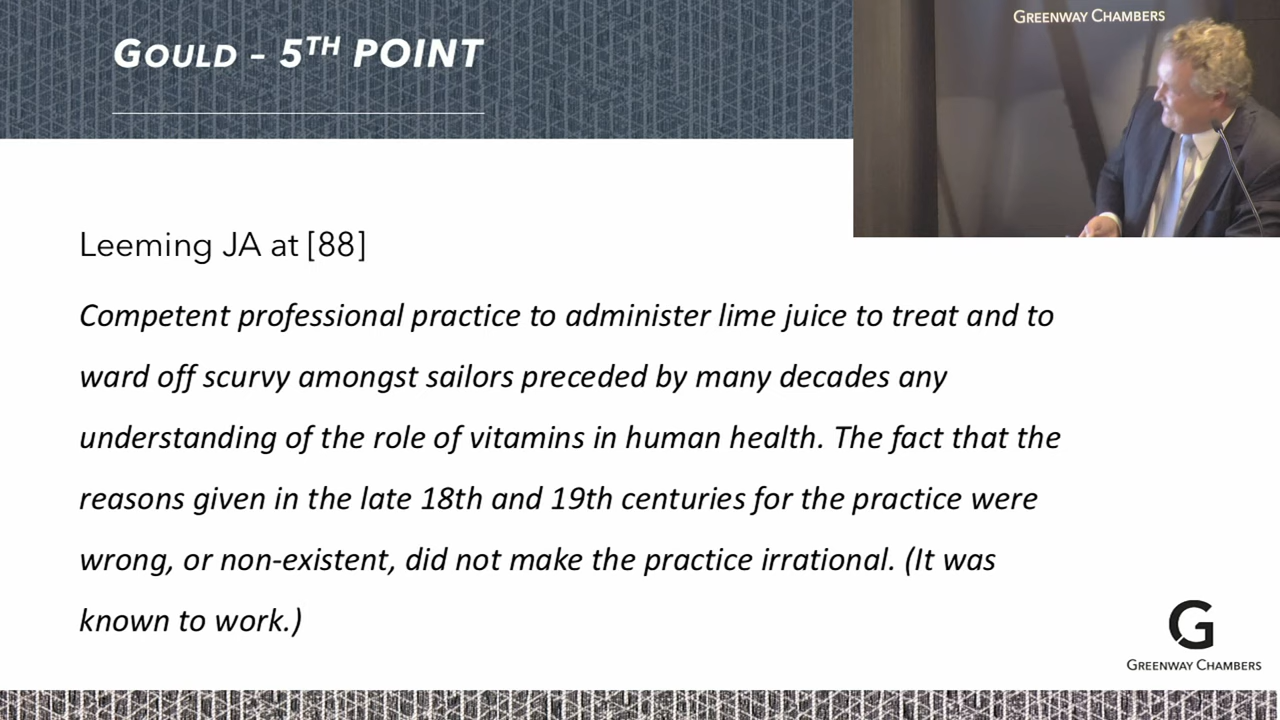 GOULD – 5TH POINT
GREENWAY CHAMBERS
Leeming JA at [88]
Competent professional practice to administer lime juice to treat and to
ward off scurvy amongst sailors preceded by many decades any
understanding of the role of vitamins in human health. The fact that the
reasons given in the late 18th and 19th centuries for the practice were
wrong, or non-existent, did not make the practice irrational. (It was
known to work.)
G
GREENWAY CHAMBERS